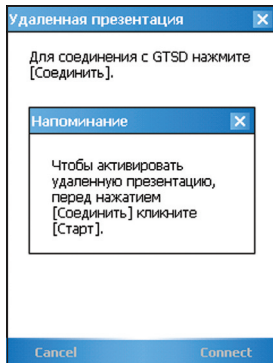 Удаленная презентация
Для соединения с GTSD нажмите
[Соединить].
Напоминание
Чтобы активировать
удаленную презентацию,
перед нажатием
[Соединить] кликните
[Старт].
Cancel Connect